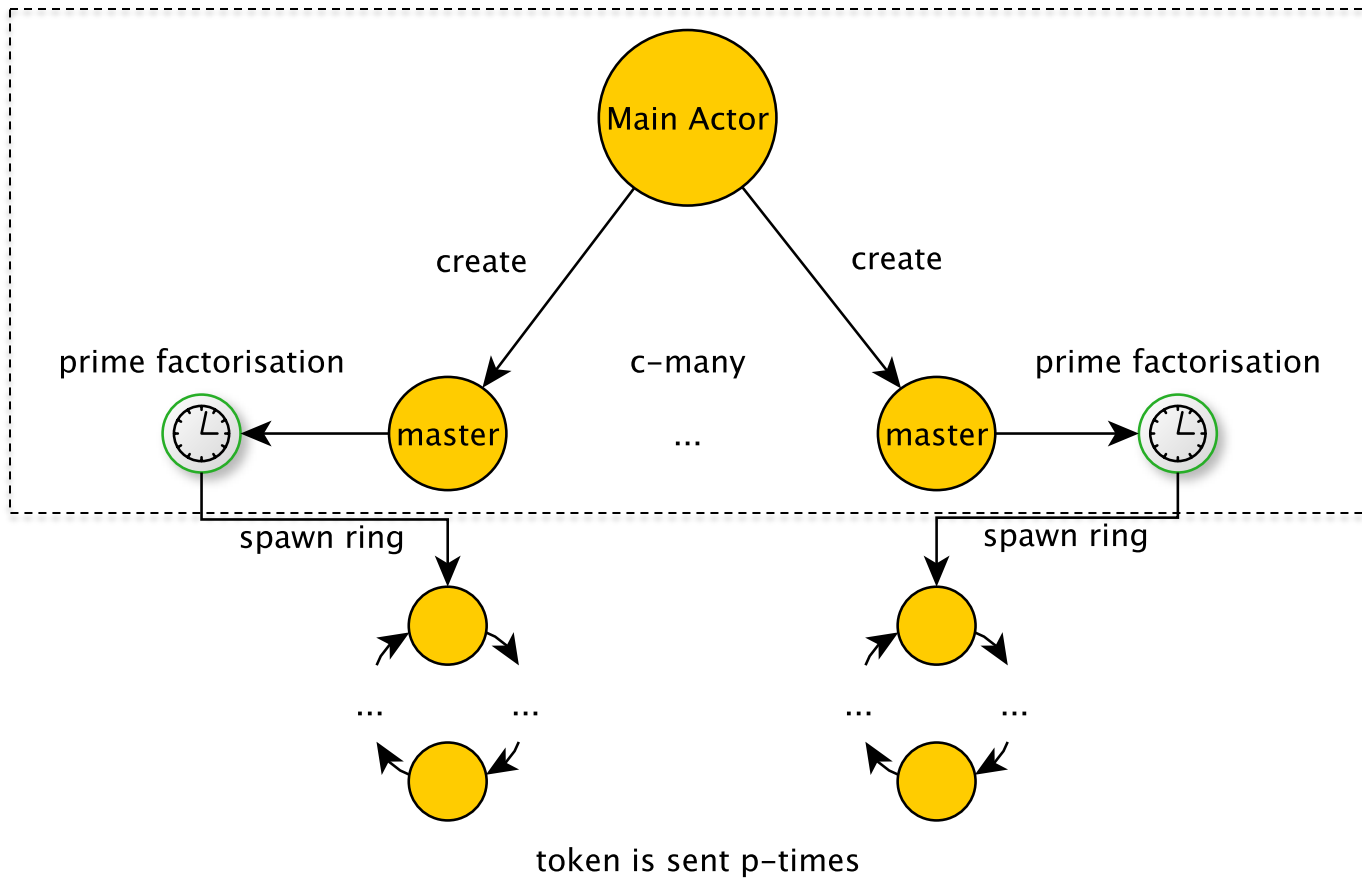 Main Actor
create
create
prime factorisation
c-many
prime factorisation
master
...
master
spawn ring
spawn ring
...
...
...
...
token is sent p-times